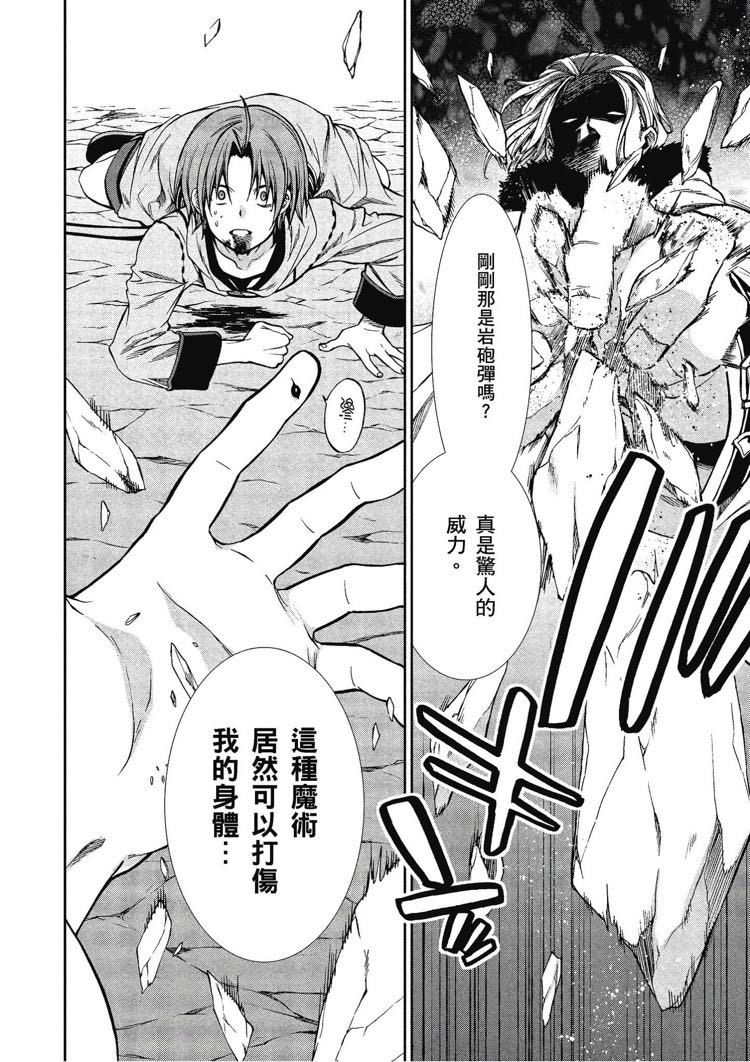 剛剛那是岩砲彈嗎？
真是驚人的
威力。
這種魔術
居然可以打傷
我的身體…